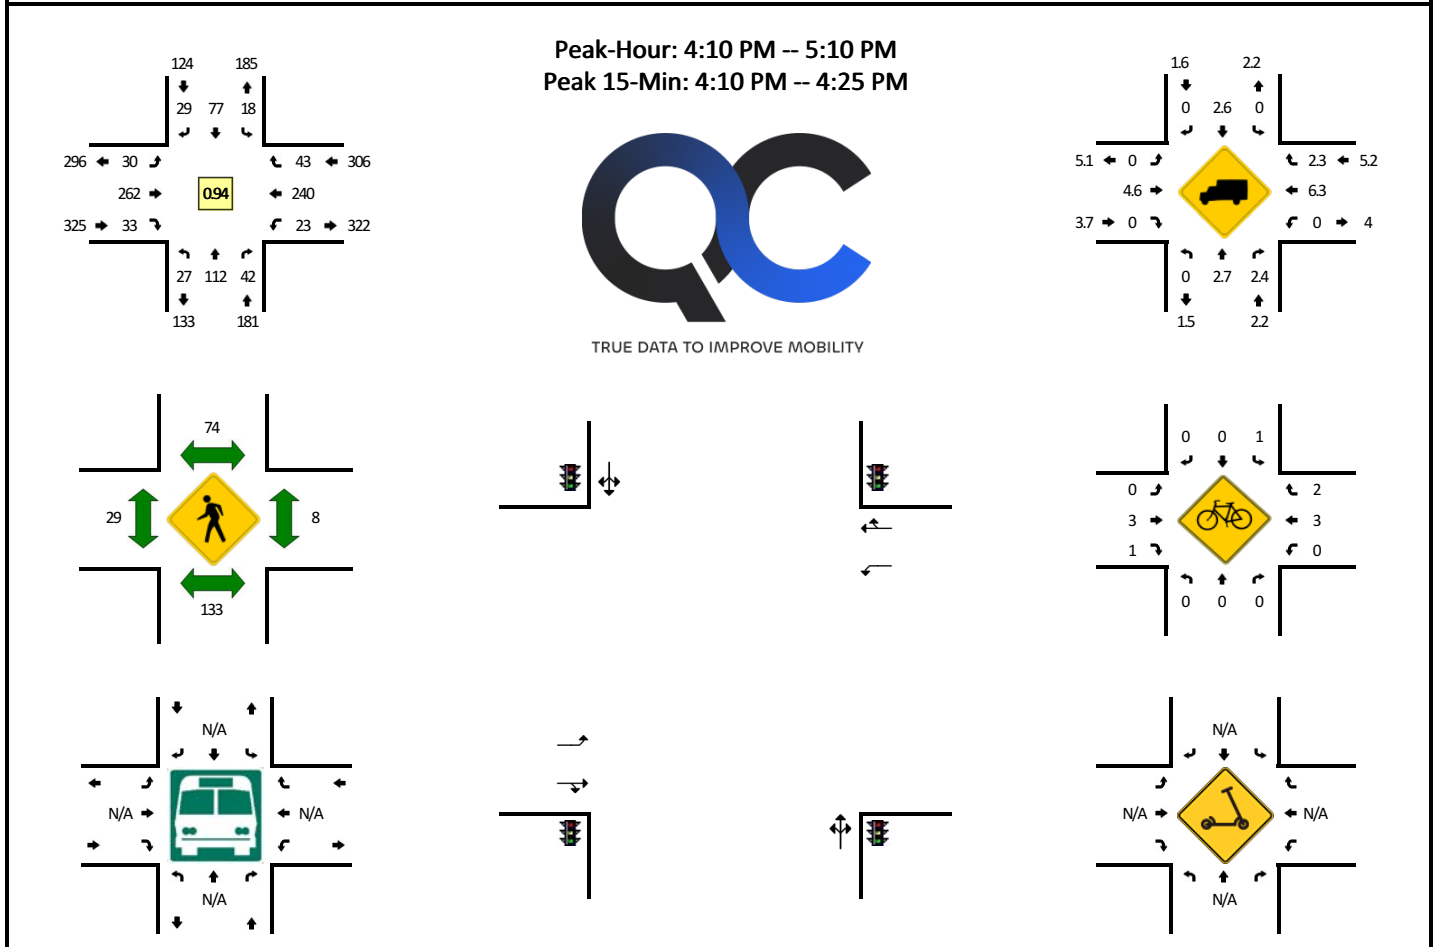 Peak-Hour: 4:10 PM -- 5:10 PM
Peak 15-Min: 4:10 PM -- 4:25 PM
124 185
29 77 18
296 30 43 306
262 0.94 240
325 33 23 322
27 112 42
133 181
QC
TRUE DATA TO IMPROVE MOBILITY
1.6 2.2
0 2.6 0
5.1 0 2.3 5.2
4.6 6.3
3.7 0 0 4
0 2.7 2.4
1.5 2.2
74
29 8
133
0 0 1
0 2
3 3
1 0
0 0 0
N/A
N/A N/A
N/A
N/A
N/A N/A
N/A